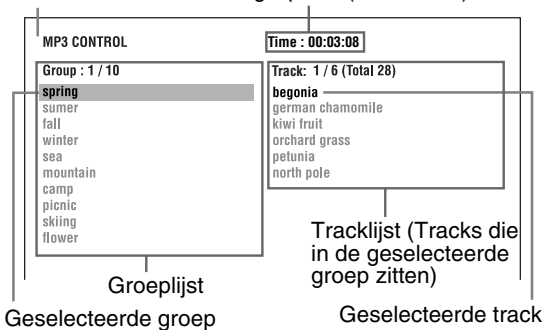 MP3 CONTROL
Time : 00:03:08
Group : 1 / 10
spring
sumer
fall
winter
sea
mountain
camp
picnic
skiing
flower
Track: 1 / 6 (Total 28)
begonia
german chamomile
kiwi fruit
orchard grass
petunia
north pole
Tracklijst (Tracks die
in de geselecteerde
groep zitten)
Groeplijst
Geselecteerde groep
Geselecteerde track